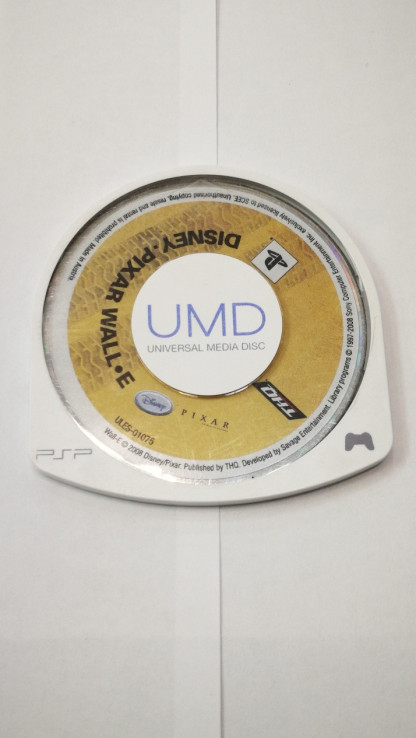 DISNEY•PIXAR WALL•E
UMD
UNIVERSAL MEDIA DISC
Disney
PIXAR
THQ
ULES-01075
Wall-E © 2008 Disney/Pixar. Published by THQ. Developed by Savage Entertainment. Library programs © 1997-2008 Sony Computer Entertainment Inc. exclusively licensed to SCEE. Unauthorised copying, resale and rental is prohibited. Made in Austria.
PSP